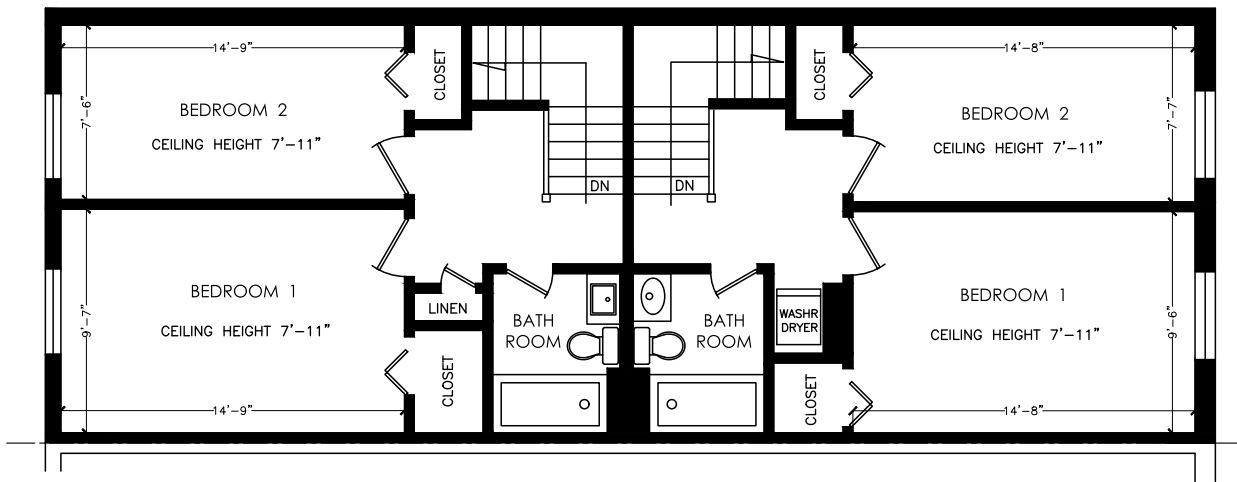 14'-9"
7'-6"
BEDROOM 2
CEILING HEIGHT 7'-11"
CLOSET
DN
14'-9"
9'-7"
BEDROOM 1
CEILING HEIGHT 7'-11"
LINEN
CLOSET
BATH
ROOM
CLOSET
14'-8"
7'-7"
BEDROOM 2
CEILING HEIGHT 7'-11"
DN
BATH
ROOM
WASHR
DRYER
CLOSET
BEDROOM 1
CEILING HEIGHT 7'-11"
9'-6"
14'-8"